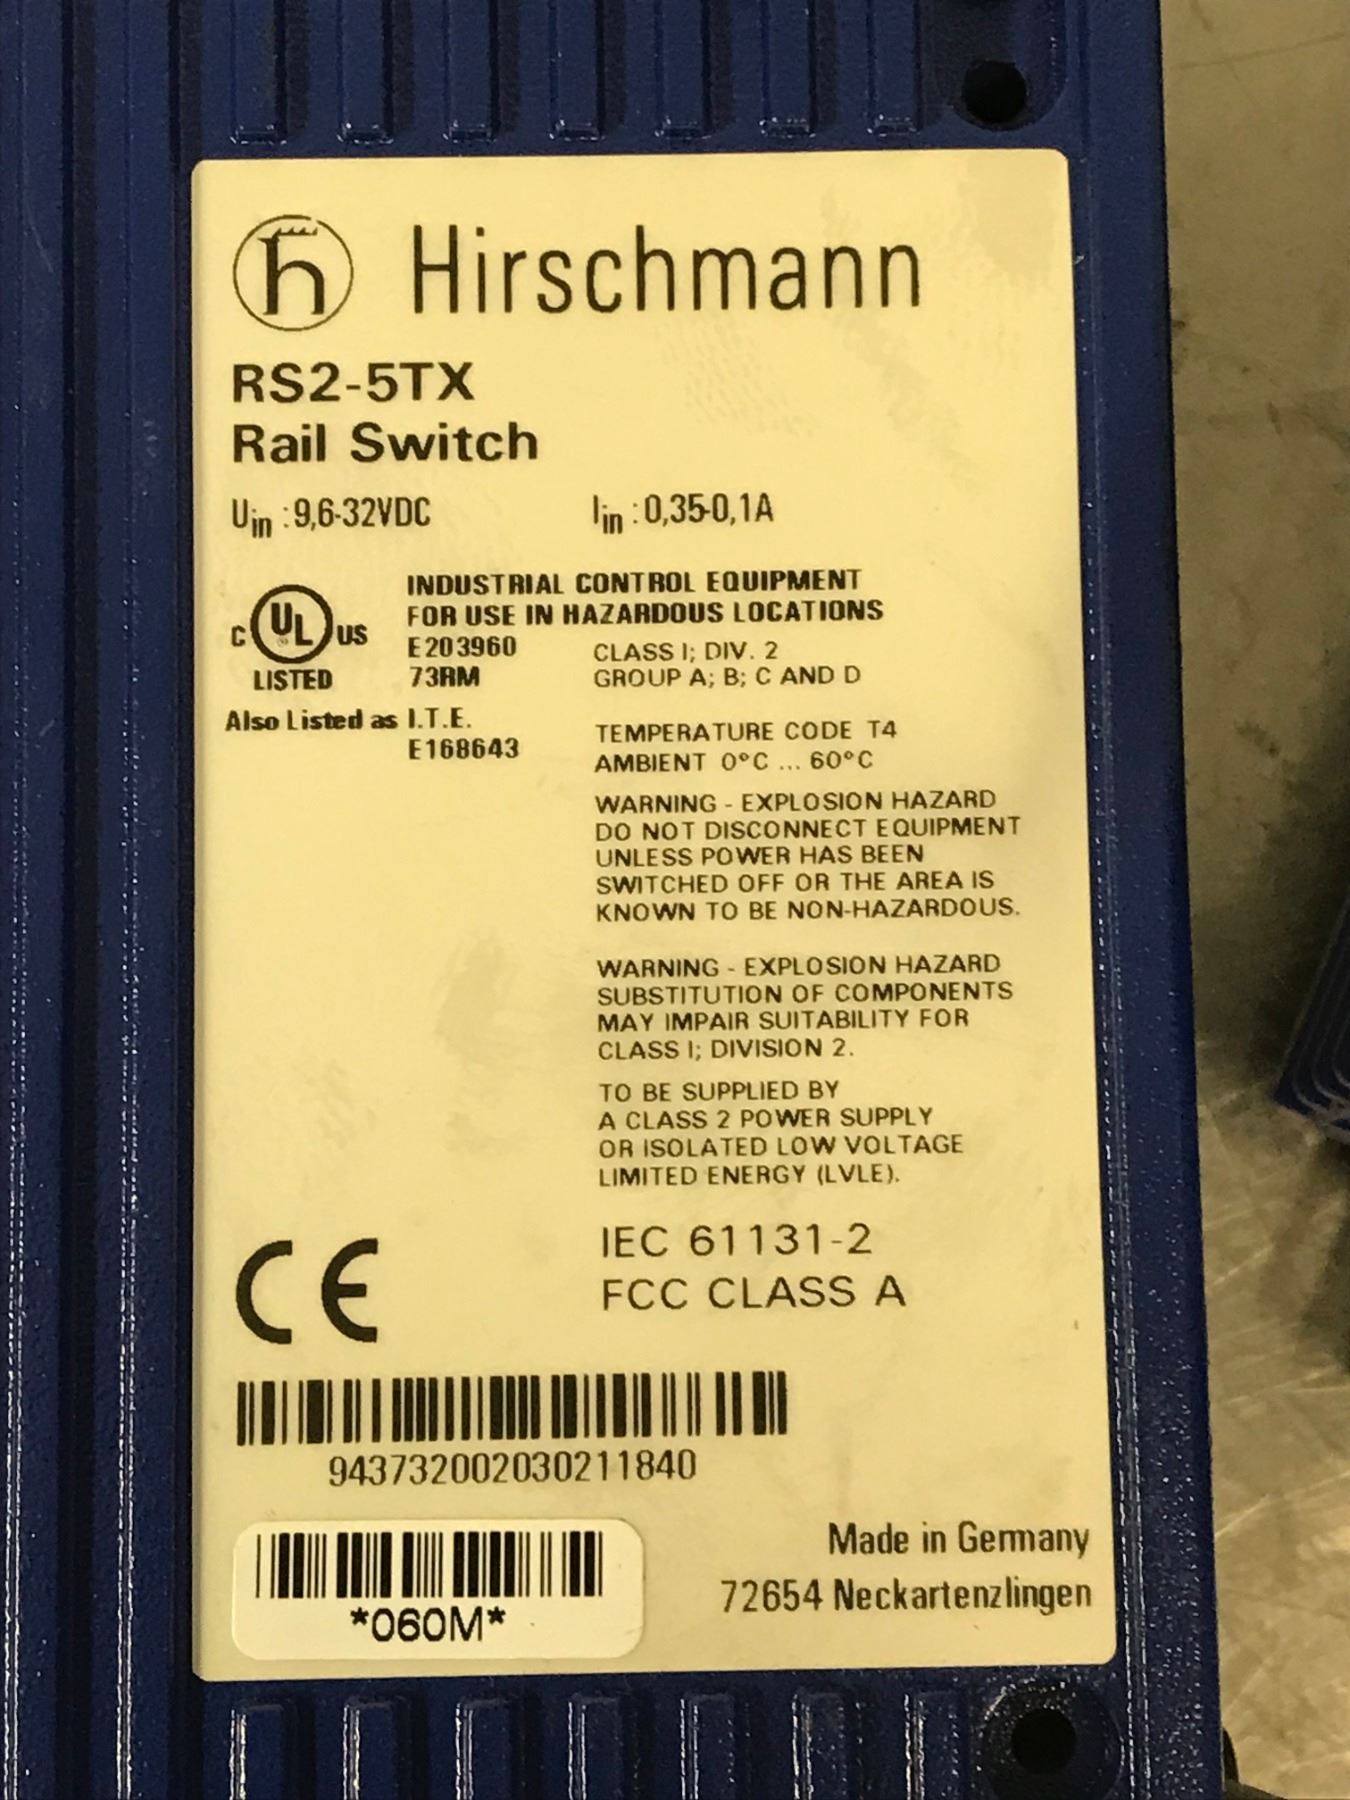 Hirschmann
RS2-5TX
Rail Switch
Uin : 9,6-32VDC Iin : 0,35-0,1A
INDUSTRIAL CONTROL EQUIPMENT
FOR USE IN HAZARDOUS LOCATIONS
C UL US
LISTED
E203960
73RM
CLASS I; DIV. 2
GROUP A; B; C AND D
Also Listed as I.T.E.
E168643
TEMPERATURE CODE T4
AMBIENT 0°C ... 60°C
WARNING - EXPLOSION HAZARD
DO NOT DISCONNECT EQUIPMENT
UNLESS POWER HAS BEEN
SWITCHED OFF OR THE AREA IS
KNOWN TO BE NON-HAZARDOUS.
WARNING - EXPLOSION HAZARD
SUBSTITUTION OF COMPONENTS
MAY IMPAIR SUITABILITY FOR
CLASS I; DIVISION 2.
TO BE SUPPLIED BY
A CLASS 2 POWER SUPPLY
OR ISOLATED LOW VOLTAGE
LIMITED ENERGY (LVLE).
CE
IEC 61131-2
FCC CLASS A
943732002030211840
*060M*
Made in Germany
72654 Neckartenzlingen